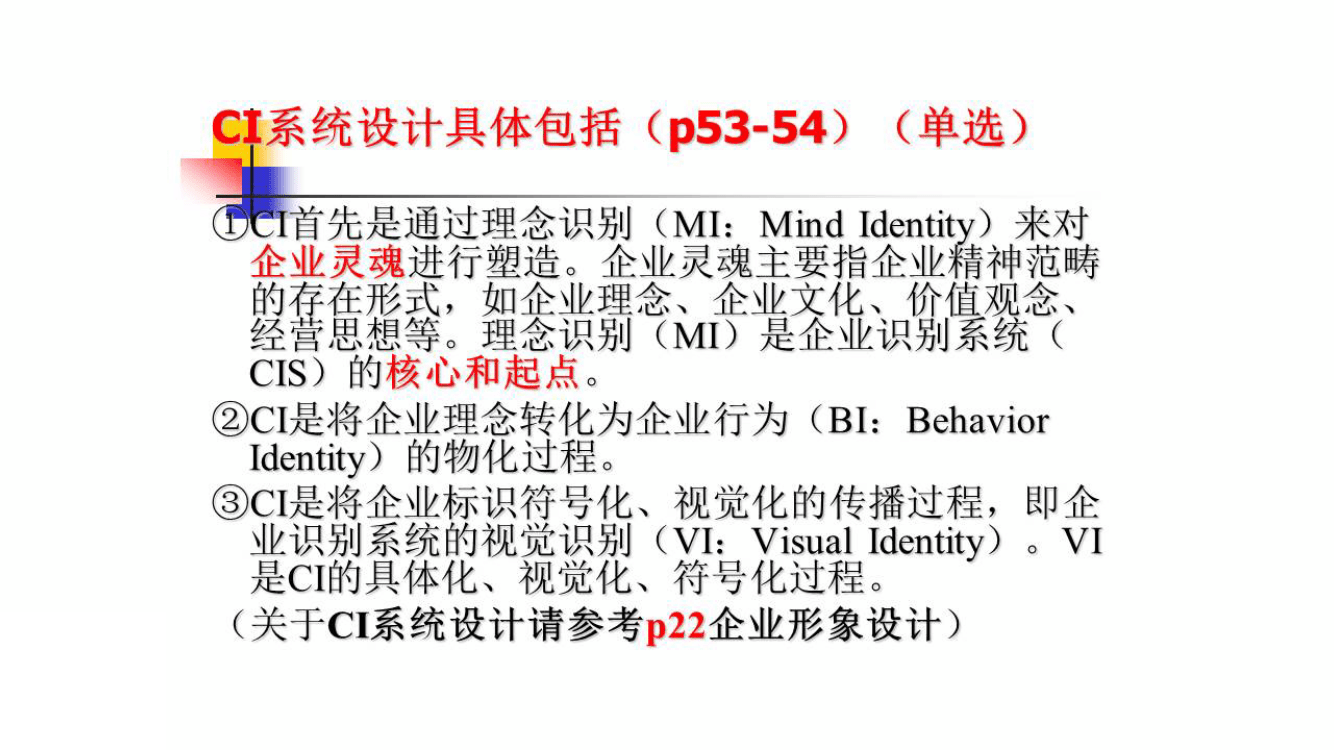 CI系统设计具体包括（p53-54）（单选）
①CI首先是通过理念识别（MI：Mind Identity）来对
企业灵魂进行塑造。企业灵魂主要指企业精神范畴
的存在形式，如企业理念、企业文化、价值观念、
经营思想等。理念识别（MI）是企业识别系统（
CIS）的核心和起点。
②CI是将企业理念转化为企业行为（BI：Behavior
Identity）的物化过程。
③CI是将企业标识符号化、视觉化的传播过程，即企
业识别系统的视觉识别（VI：Visual Identity）。VI
是CI的具体化、视觉化、符号化过程。
（关于CI系统设计请参考p22企业形象设计）